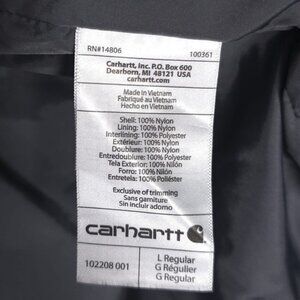 RN#14806 100361
Carhartt, Inc. P.O. Box 600
Dearborn, MI 48121 USA
carhartt.com
Made in Vietnam
Fabriqué au Vietnam
Hecho en Vietnam
Shell: 100% Nylon
Lining: 100% Nylon
Interlining: 100% Polyester
Extérieur: 100% Nylon
Doublure: 100% Nylon
Entredoublure: 100% Polyester
Tela Exterior: 100% Nilón
Forro: 100% Nilón
Entretela: 100% Poliéster
Exclusive of trimming
Sans garniture
Sin incluir adorno
carhartt
102208 001
L Regular
G Régulier
G Regular